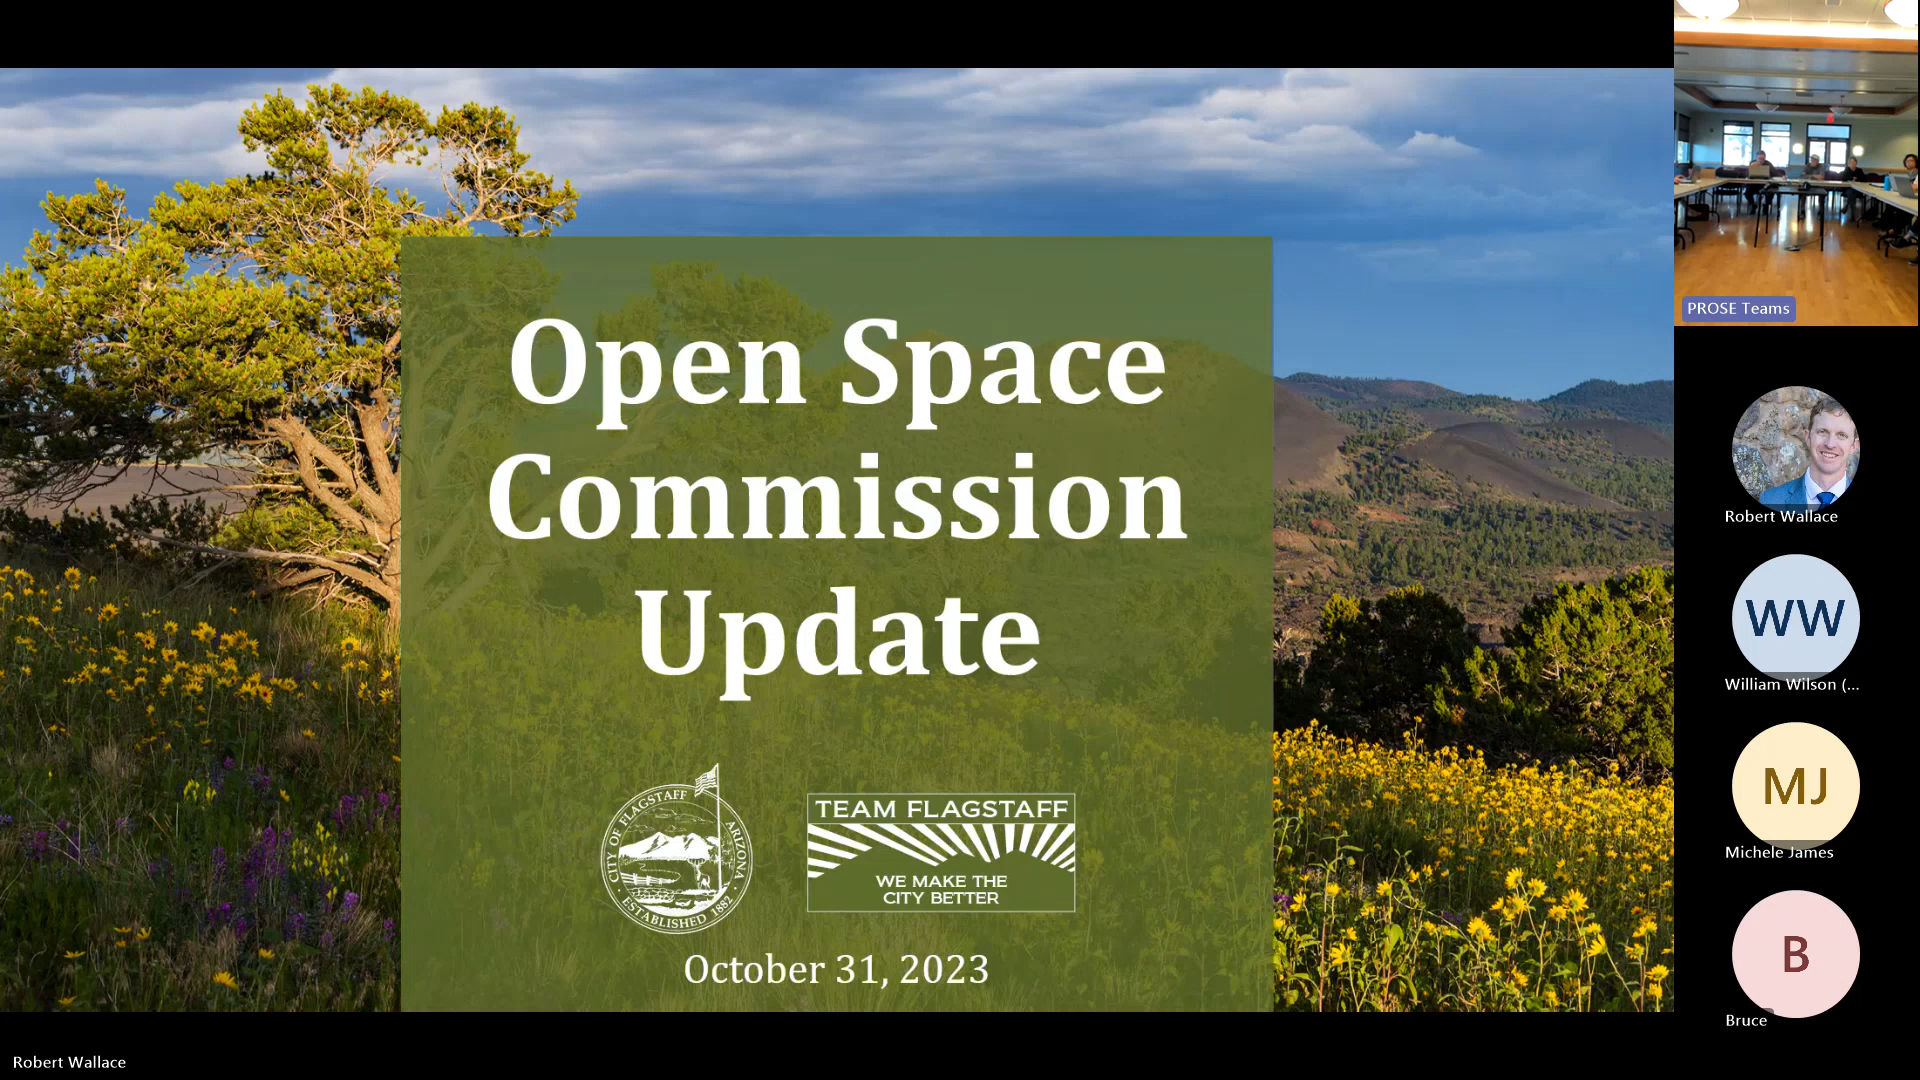 Open Space
Commission
Update
CITY OF FLAGSTAFF ARIZONA
ESTABLISHED 1882
TEAM FLAGSTAFF
WE MAKE THE
CITY BETTER
October 31, 2023
PROSE Teams
Robert Wallace
WW
William Wilson (...
MJ
Michele James
B
Bruce
Robert Wallace